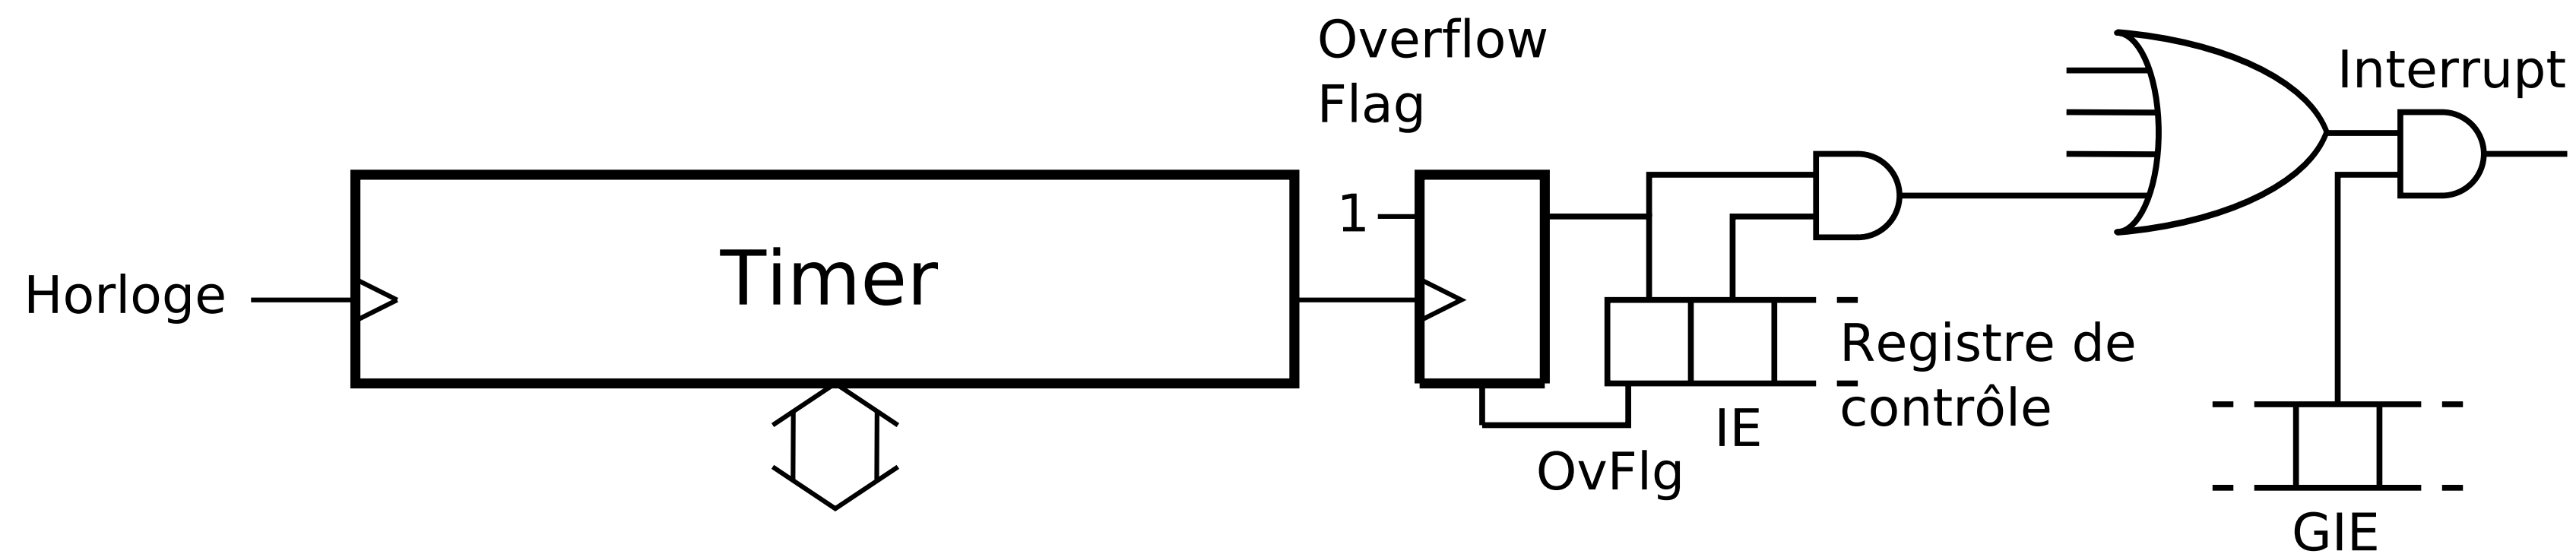 Overflow
Flag
Interrupt
1
Timer
Horloge
Registre de
contrôle
IE
OvFlg
GIE